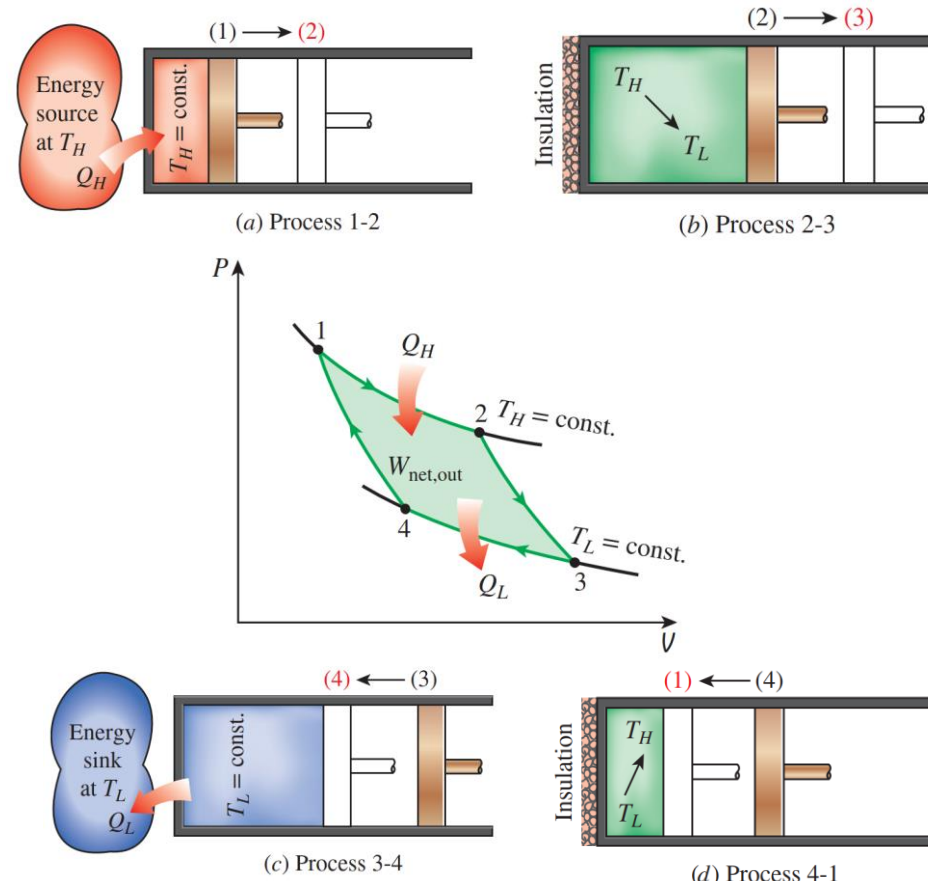 (1) → (2)
Energy
source
at T_H
Q_H
T_H = const.
(a) Process 1-2
(2) → (3)
Insulation
T_H
T_L
(b) Process 2-3
P
1
Q_H
2
T_H = const.
W_net,out
4
T_L = const.
Q_L
3
υ
(4) ← (3)
Energy
sink
at T_L
Q_L
T_L = const.
(c) Process 3-4
(1) ← (4)
Insulation
T_H
T_L
(d) Process 4-1